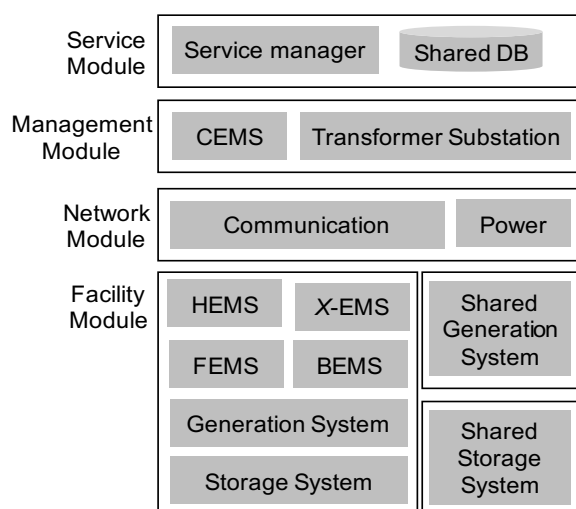 Service
Module
Service manager
Shared DB
Management
Module
CEMS
Transformer Substation
Network
Module
Communication
Power
Facility
Module
HEMS
X-EMS
FEMS
BEMS
Generation System
Storage System
Shared
Generation
System
Shared
Storage
System